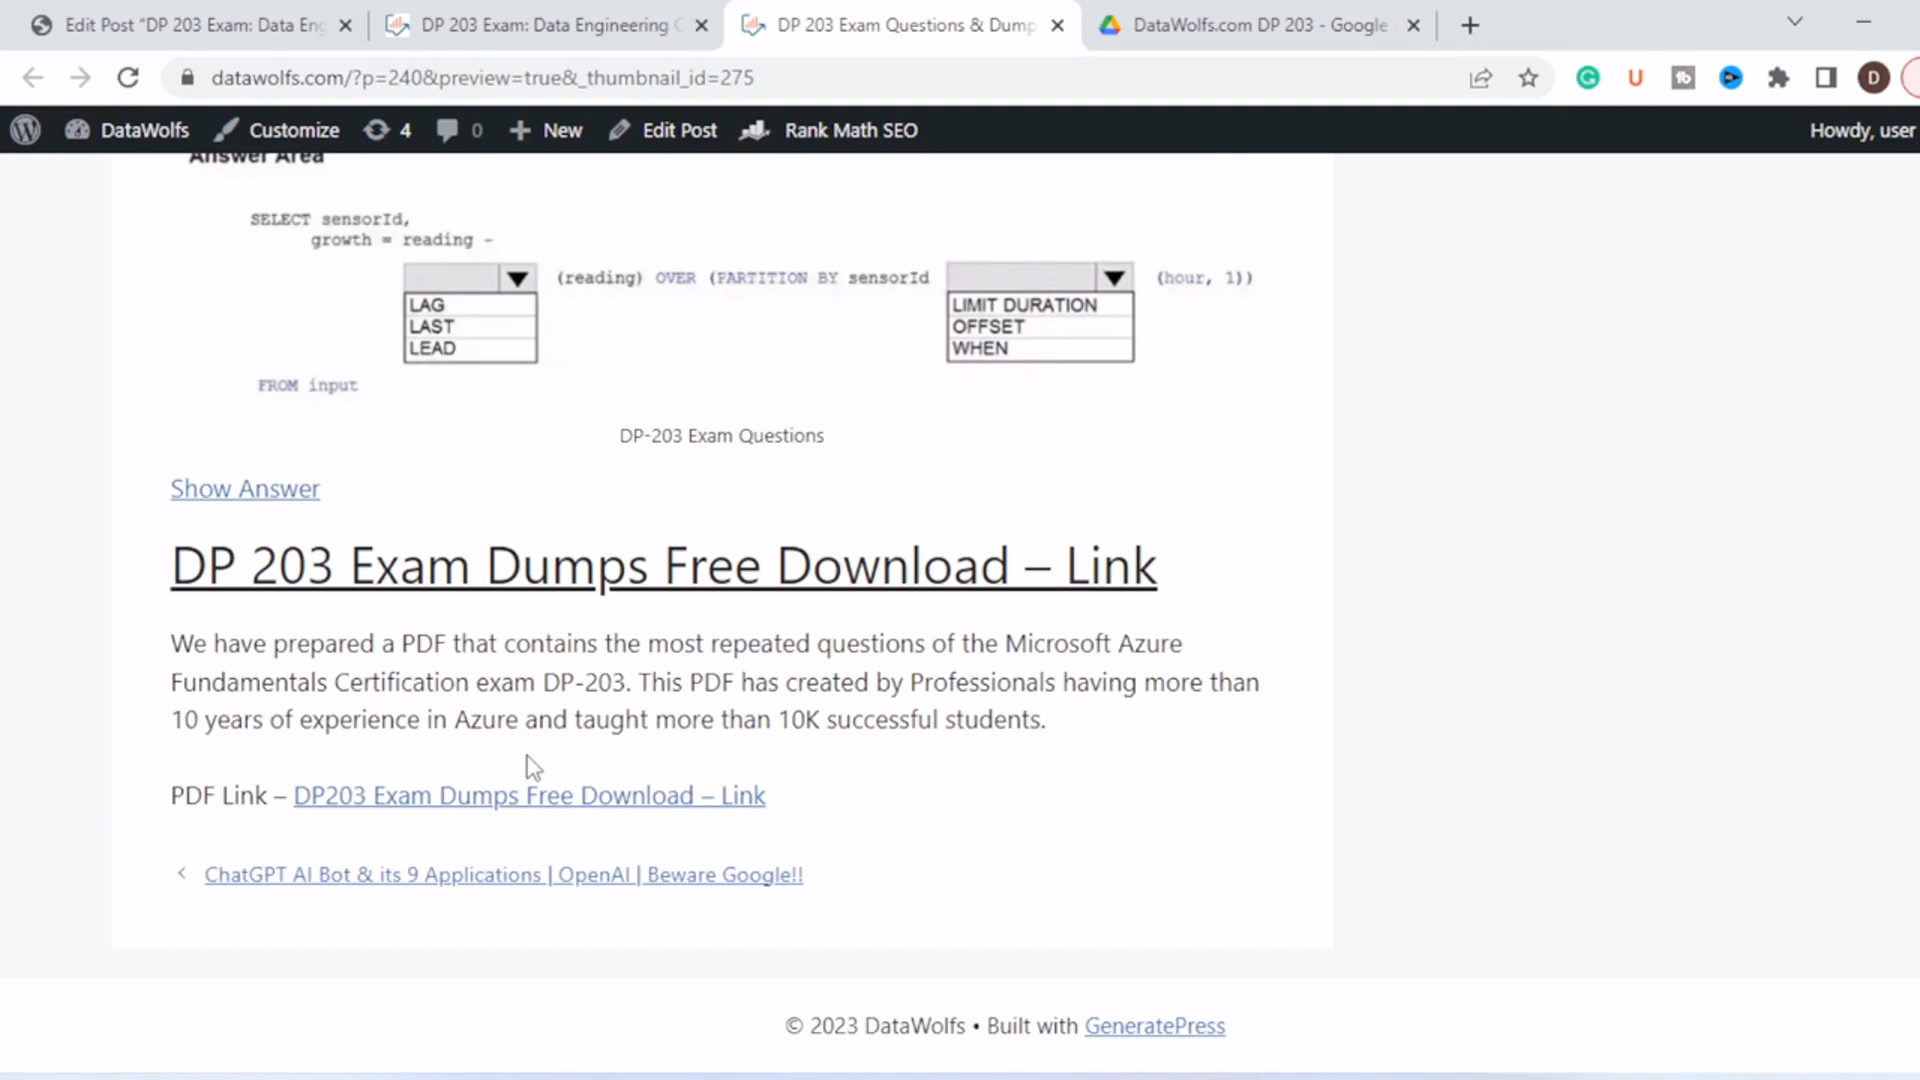 Edit Post "DP 203 Exam: Data Eng
DP 203 Exam: Data Engineering C
DP 203 Exam Questions & Dump
DataWolfs.com DP 203 - Google
datawolfs.com/?p=240&preview=true&_thumbnail_id=275
D
DataWolfs
Customize
4
0
New
Edit Post
Rank Math SEO
Howdy, user
Answer Area
SELECT sensorId,
growth = reading -
(reading) OVER (PARTITION BY sensorId
(hour, 1))
LAG
LAST
LEAD
LIMIT DURATION
OFFSET
WHEN
FROM input
DP-203 Exam Questions
Show Answer
DP 203 Exam Dumps Free Download – Link
We have prepared a PDF that contains the most repeated questions of the Microsoft Azure
Fundamentals Certification exam DP-203. This PDF has created by Professionals having more than
10 years of experience in Azure and taught more than 10K successful students.
PDF Link – DP203 Exam Dumps Free Download – Link
ChatGPT AI Bot & its 9 Applications | OpenAI | Beware Google!!
© 2023 DataWolfs • Built with GeneratePress